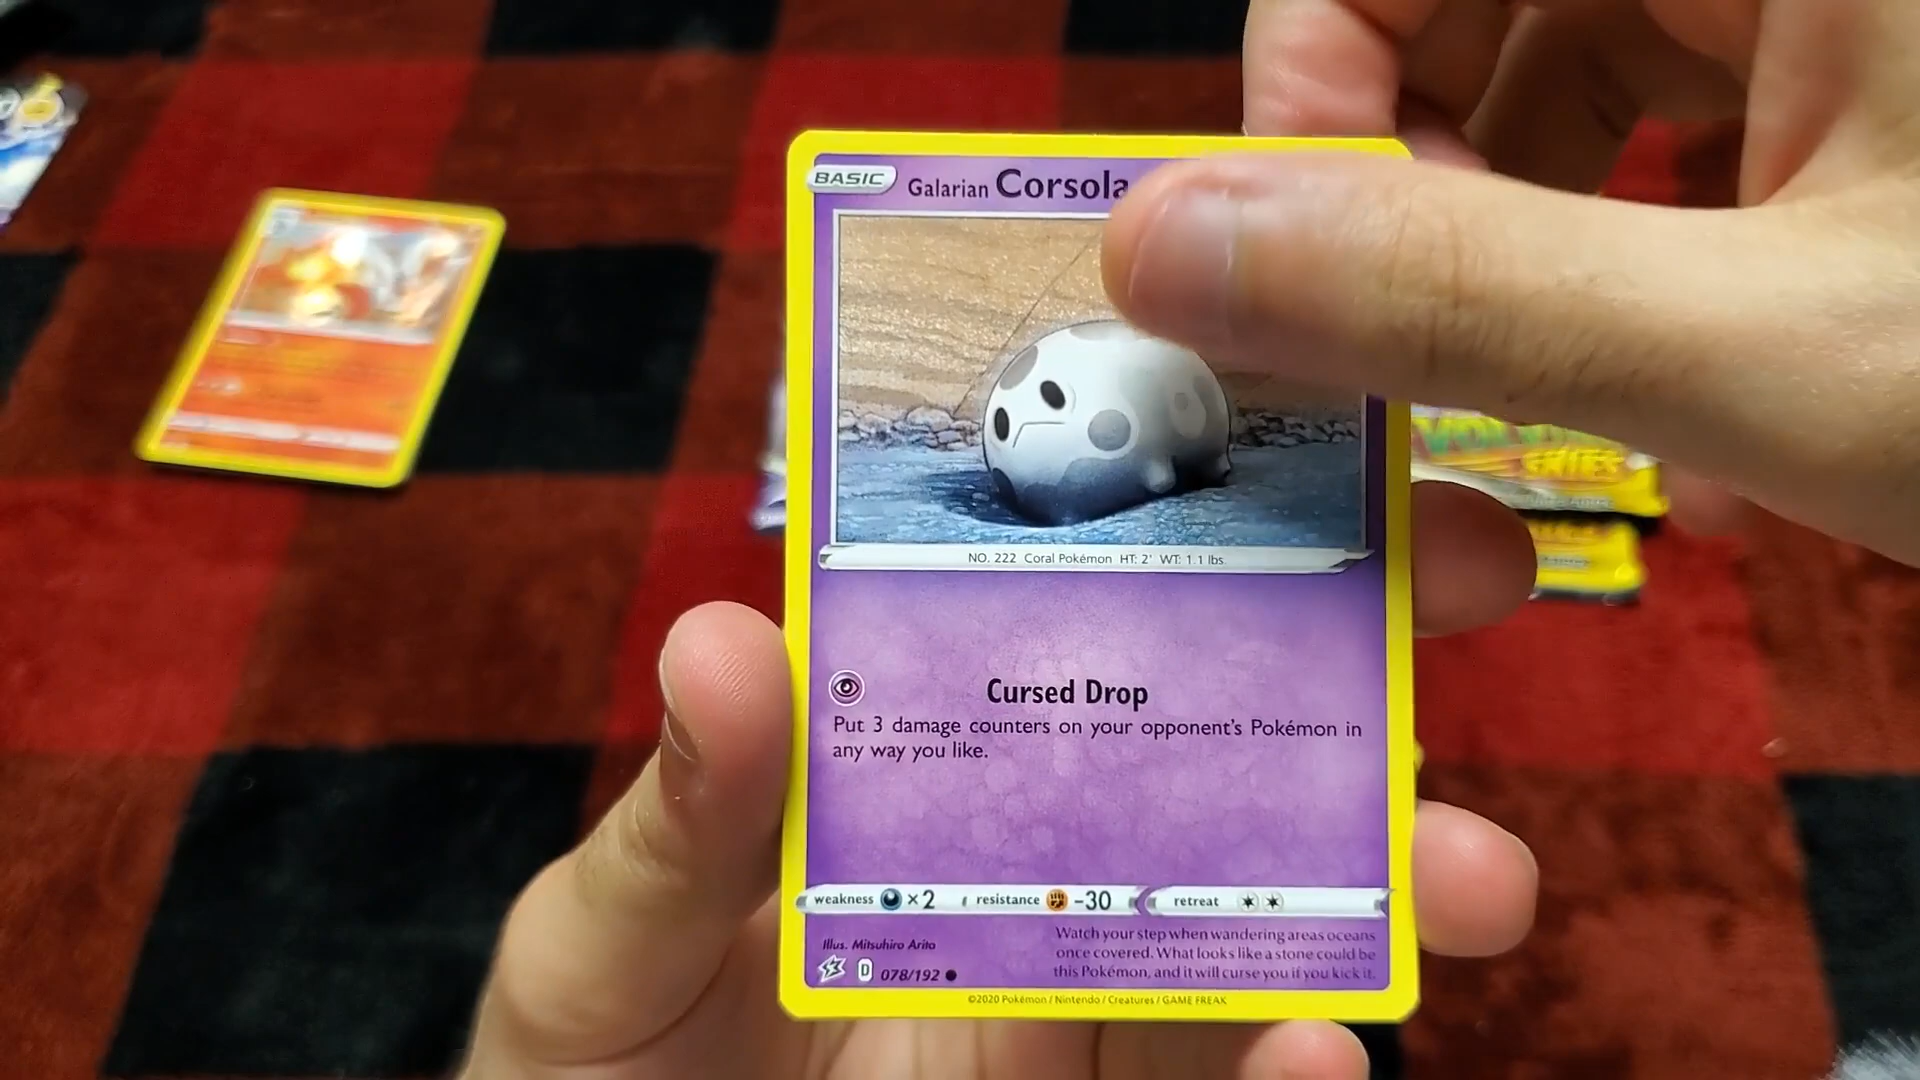 BASIC
Galarian Corsola
NO. 222 Coral Pokémon HT: 2' WT: 1.1 lbs.
Cursed Drop
Put 3 damage counters on your opponent's Pokémon in
any way you like.
weakness ×2 resistance -30 retreat
Illus. Mitsuhiro Arita
D 078/192
Watch your step when wandering areas oceans
once covered. What looks like a stone could be
this Pokémon, and it will curse you if you kick it.
©2020 Pokémon / Nintendo / Creatures / GAME FREAK
SKIES